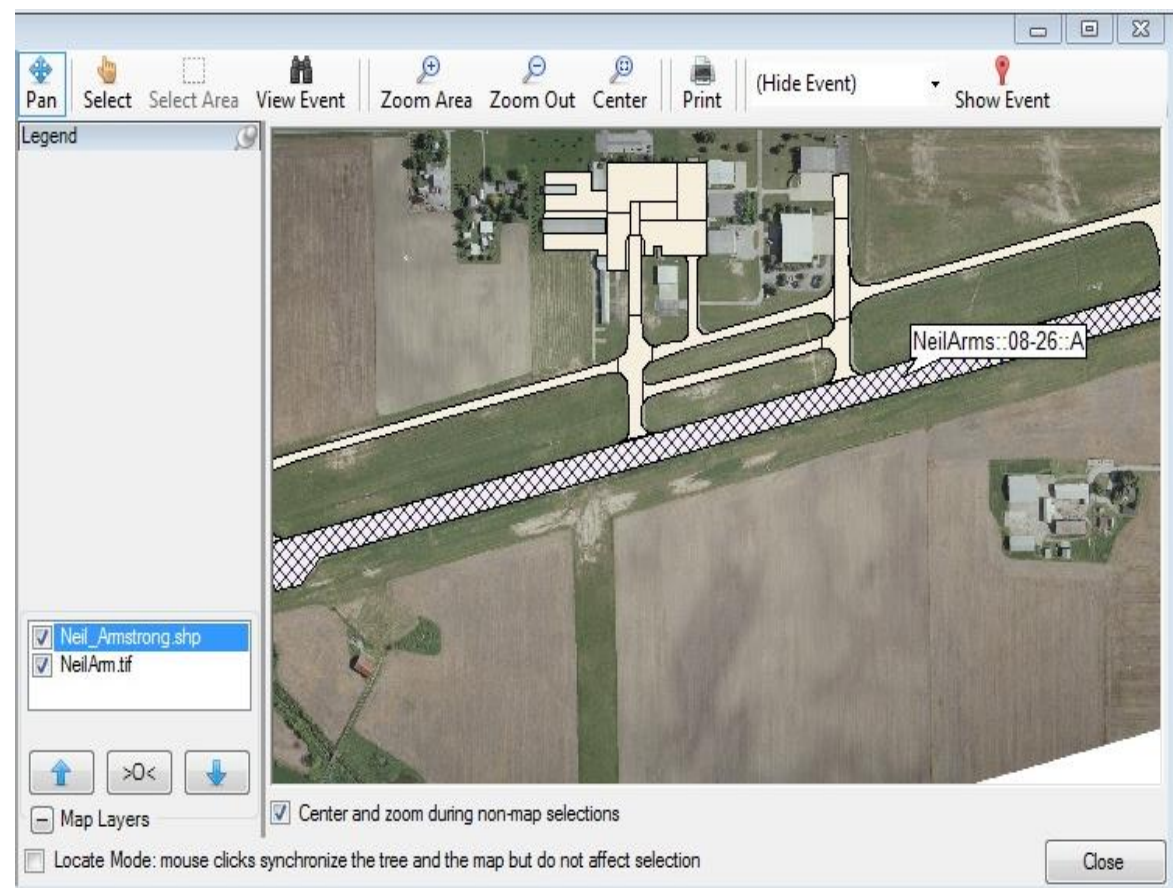 Pan Select Select Area View Event Zoom Area Zoom Out Center Print (Hide Event) Show Event
Legend
NeilArms::08-26::A
Neil_Armstrong.shp
NeilArm.tif
>0<
Map Layers
Center and zoom during non-map selections
Locate Mode: mouse clicks synchronize the tree and the map but do not affect selection
Close